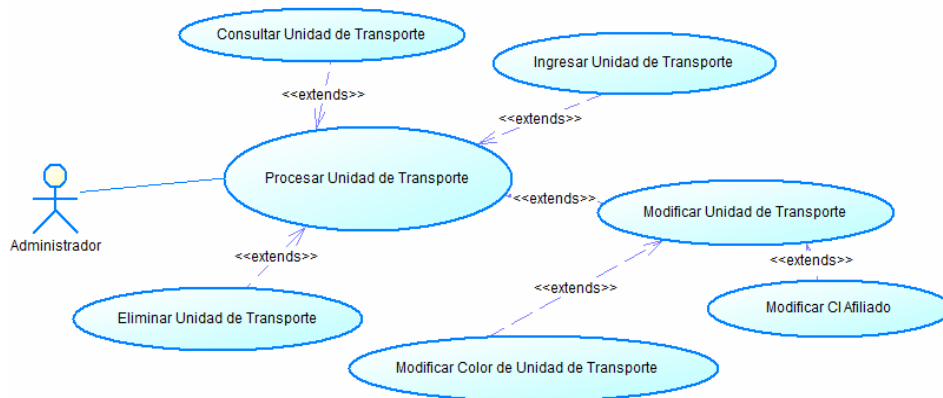 Consultar Unidad de Transporte
Ingresar Unidad de Transporte
<<extends>>
<<extends>>
Procesar Unidad de Transporte
<<extends>>
Modificar Unidad de Transporte
Administrador
<<extends>>
<<extends>>
<<extends>>
Eliminar Unidad de Transporte
Modificar CI Afiliado
Modificar Color de Unidad de Transporte